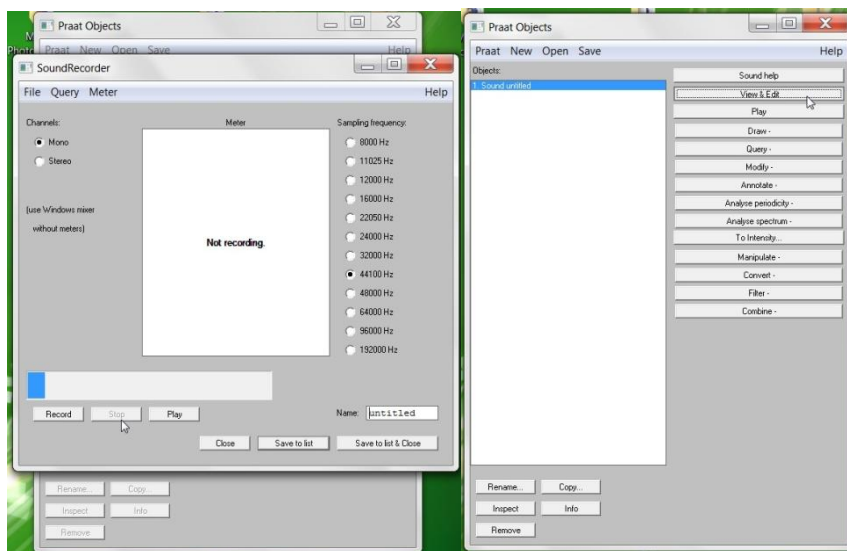 Praat Objects
Praat New Open Save Help
SoundRecorder
File Query Meter Help
Channels:
Mono
Stereo
(use Windows mixer
without meters)
Meter
Not recording.
Sampling frequency:
8000 Hz
11025 Hz
12000 Hz
16000 Hz
22050 Hz
24000 Hz
32000 Hz
44100 Hz
48000 Hz
64000 Hz
96000 Hz
192000 Hz
Record Stop Play
Name: untitled
Close Save to list Save to list & Close
Rename... Copy...
Inspect Info
Remove
Praat Objects
Praat New Open Save Help
Objects:
1. Sound untitled
Sound help
View & Edit
Play
Draw -
Query -
Modify -
Annotate -
Analyse periodicity -
Analyse spectrum -
To Intensity...
Manipulate -
Convert -
Filter -
Combine -
Rename... Copy...
Inspect Info
Remove